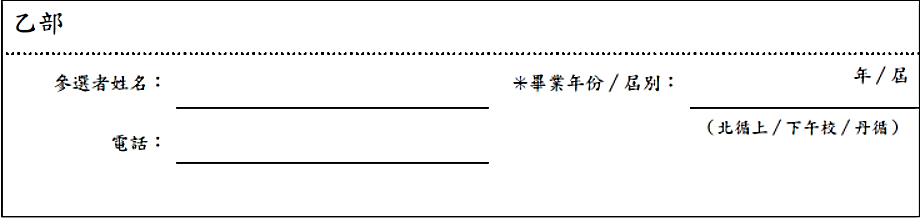 乙部
參選者姓名： ＊畢業年份／屆別： 年／屆
（北循上／下午校／丹循）
電話：